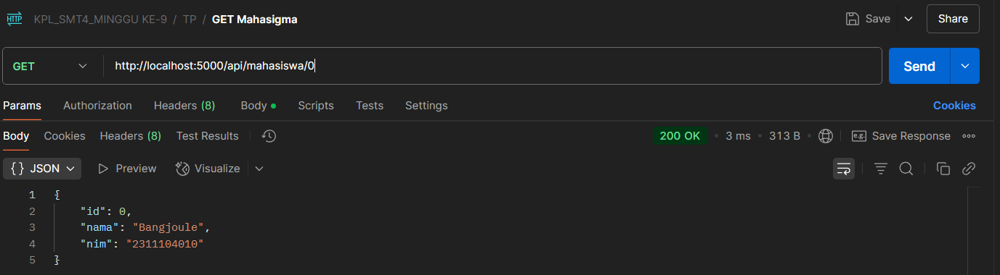 HTTP KPL_SMT4_MINGGU KE-9 / TP / GET Mahasigma Save Share
GET http://localhost:5000/api/mahasiswa/0 Send
Params Authorization Headers (8) Body Scripts Tests Settings Cookies
Body Cookies Headers (8) Test Results 200 OK 3 ms 313 B e.g. Save Response
{} JSON Preview Visualize
1 {
2 "id": 0,
3 "nama": "Bangjoule",
4 "nim": "2311104010"
5 }